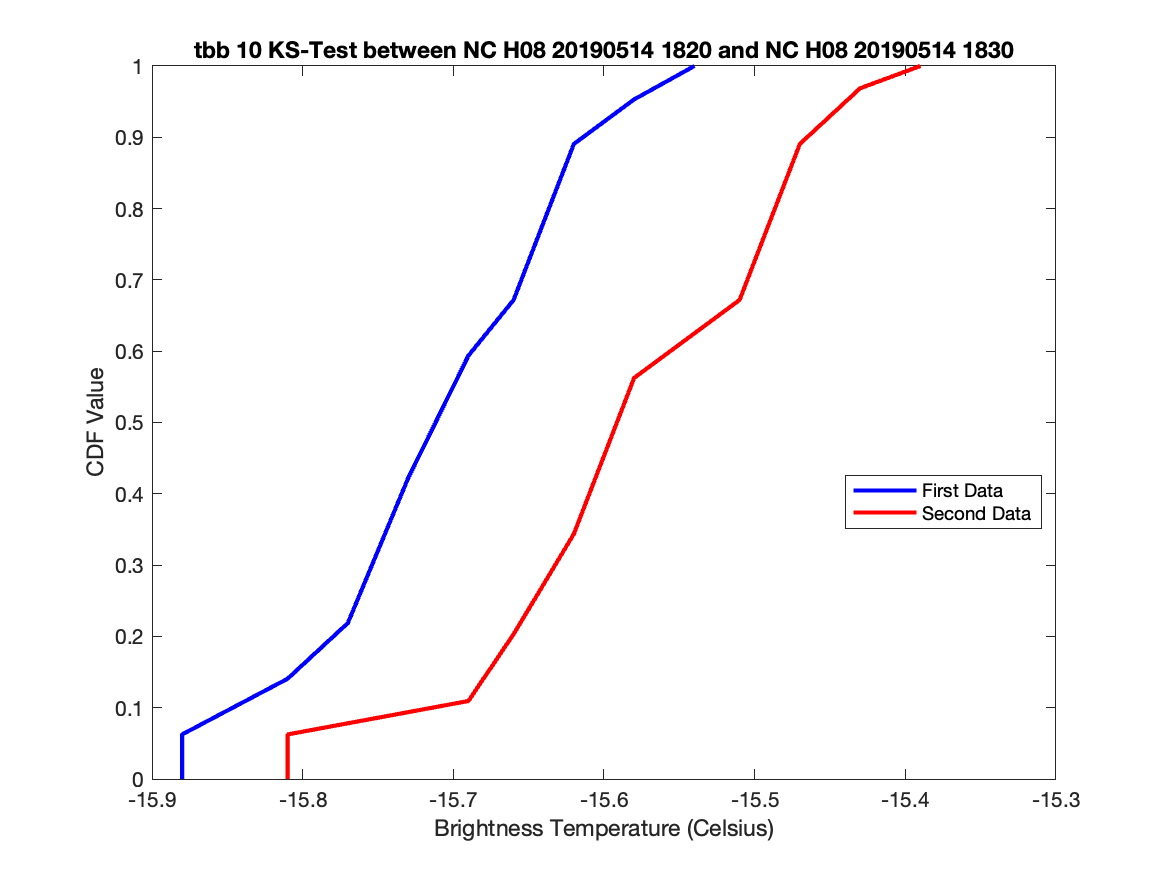 tbb 10 KS-Test between NC H08 20190514 1820 and NC H08 20190514 1830
1
0.9
0.8
0.7
0.6
0.5
0.4
0.3
0.2
0.1
0
CDF Value
First Data
Second Data
-15.9 -15.8 -15.7 -15.6 -15.5 -15.4 -15.3
Brightness Temperature (Celsius)